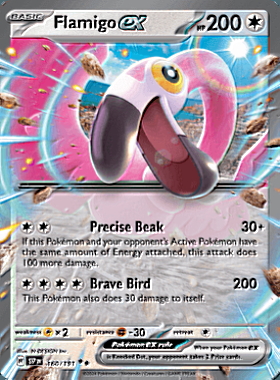 BASIC
Flamigo ex HP 200
Precise Beak 30+
If this Pokémon and your opponent's Active Pokémon have
the same amount of Energy attached, this attack does
100 more damage.
Brave Bird 200
This Pokémon also does 30 damage to itself.
weakness ×2 resistance -30 retreat
Pokémon ex rule
When your Pokémon ex
is Knocked Out, your opponent takes 2 Prize cards.